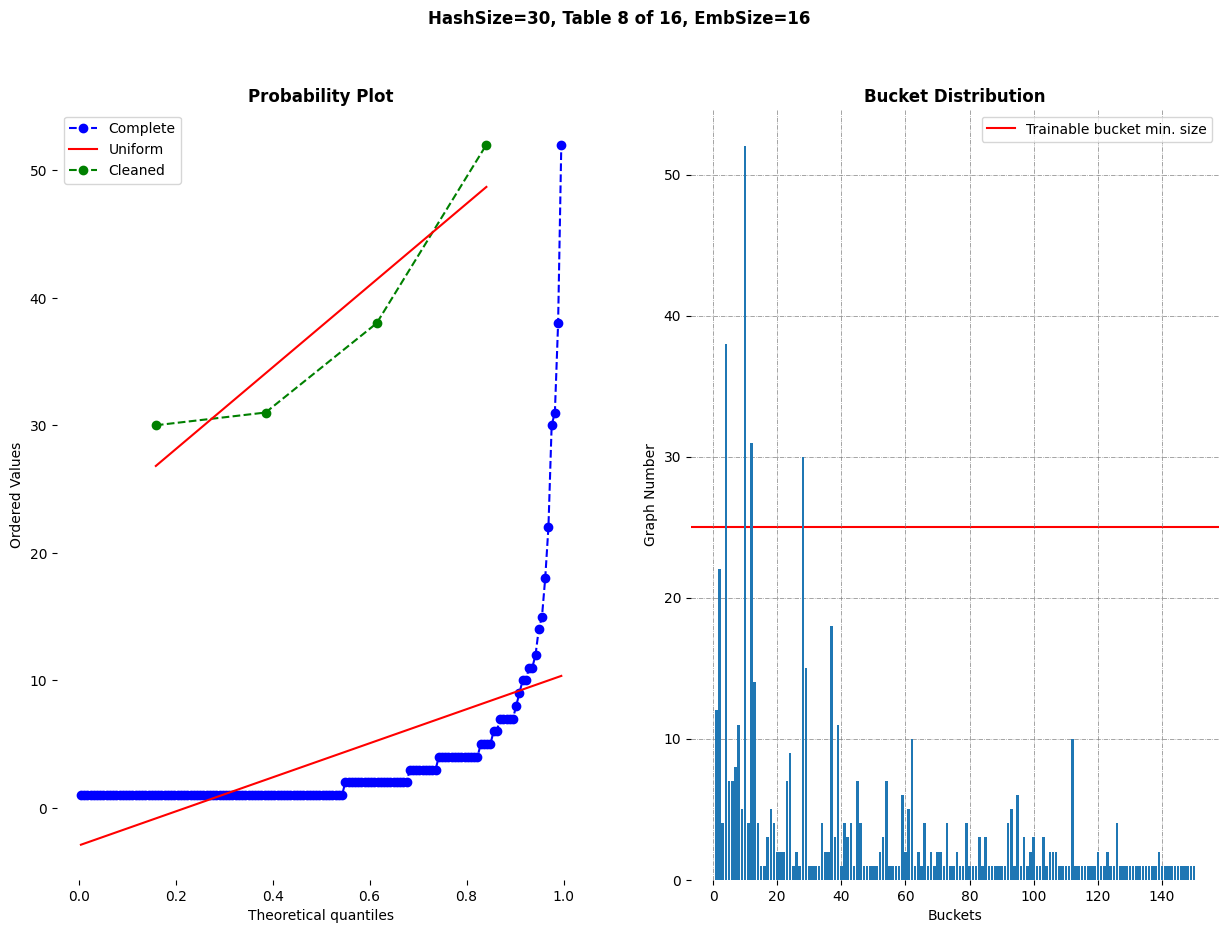 HashSize=30, Table 8 of 16, EmbSize=16
Probability Plot
Complete
Uniform
Cleaned
50
40
30
20
10
0
Ordered Values
0.0 0.2 0.4 0.6 0.8 1.0
Theoretical quantiles
Bucket Distribution
Trainable bucket min. size
50
40
30
20
10
0
Graph Number
0 20 40 60 80 100 120 140
Buckets